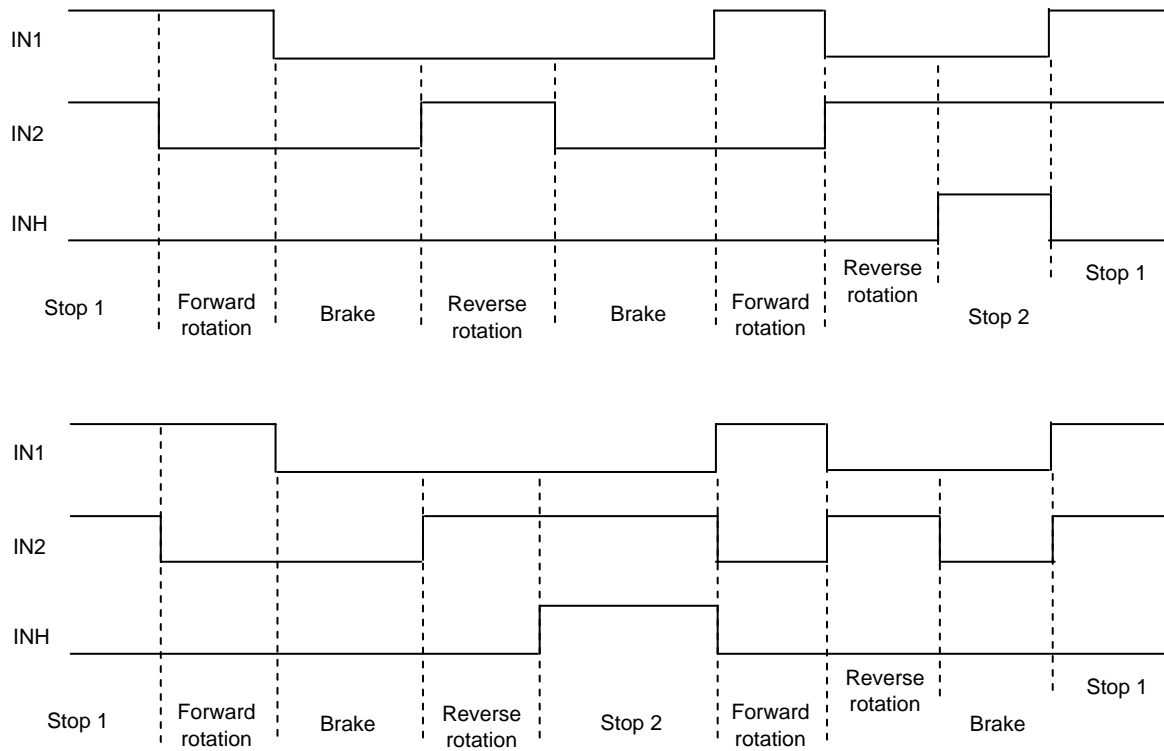 IN1
IN2
INH
Stop 1
Forward
rotation
Brake
Reverse
rotation
Brake
Forward
rotation
Reverse
rotation
Stop 2
Stop 1
IN1
IN2
INH
Stop 1
Forward
rotation
Brake
Reverse
rotation
Stop 2
Forward
rotation
Reverse
rotation
Brake
Stop 1